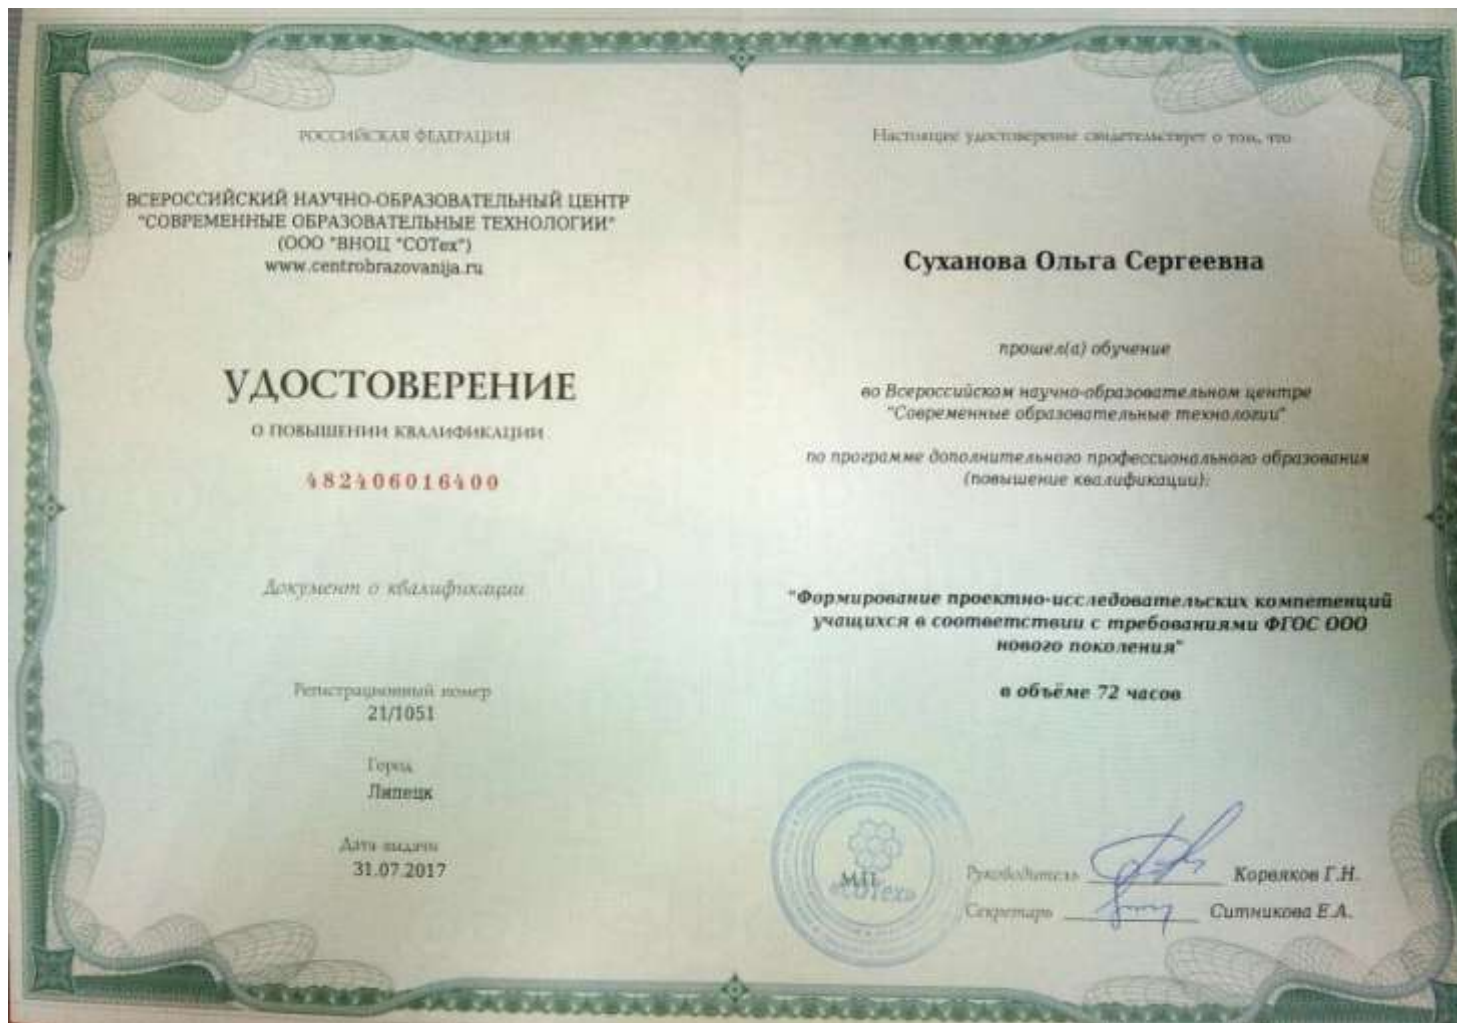 РОССИЙСКАЯ ФЕДЕРАЦИЯ
ВСЕРОССИЙСКИЙ НАУЧНО-ОБРАЗОВАТЕЛЬНЫЙ ЦЕНТР
"СОВРЕМЕННЫЕ ОБРАЗОВАТЕЛЬНЫЕ ТЕХНОЛОГИИ"
(ООО "ВНОЦ "СОТех")
www.centrobrazovanija.ru
УДОСТОВЕРЕНИЕ
О ПОВЫШЕНИИ КВАЛИФИКАЦИИ
482406016400
Документ о квалификации
Регистрационный номер
21/1051
Город
Липецк
Дата выдачи
31.07.2017
Настоящее удостоверение свидетельствует о том, что
Суханова Ольга Сергеевна
прошел(а) обучение
во Всероссийском научно-образовательном центре
"Современные образовательные технологии"
по программе дополнительного профессионального образования
(повышение квалификации):
"Формирование проектно-исследовательских компетенций
учащихся в соответствии с требованиями ФГОС ООО
нового поколения"
в объёме 72 часов
М.П.
«СОТех»
Руководитель Корвяков Г.Н.
Секретарь Ситникова Е.А.